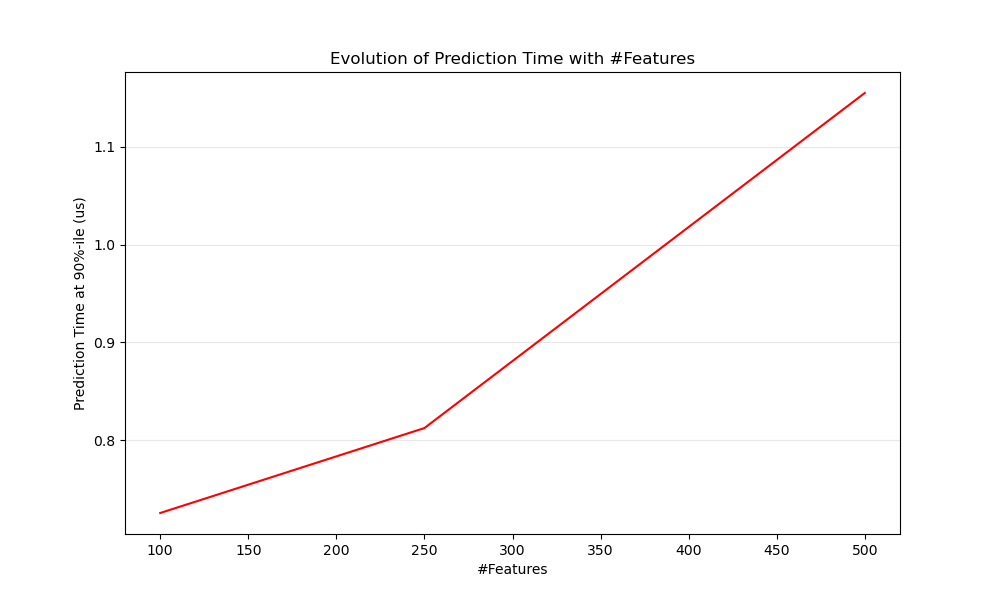 Evolution of Prediction Time with #Features
Prediction Time at 90%-ile (us)
1.1
1.0
0.9
0.8
100 150 200 250 300 350 400 450 500
#Features